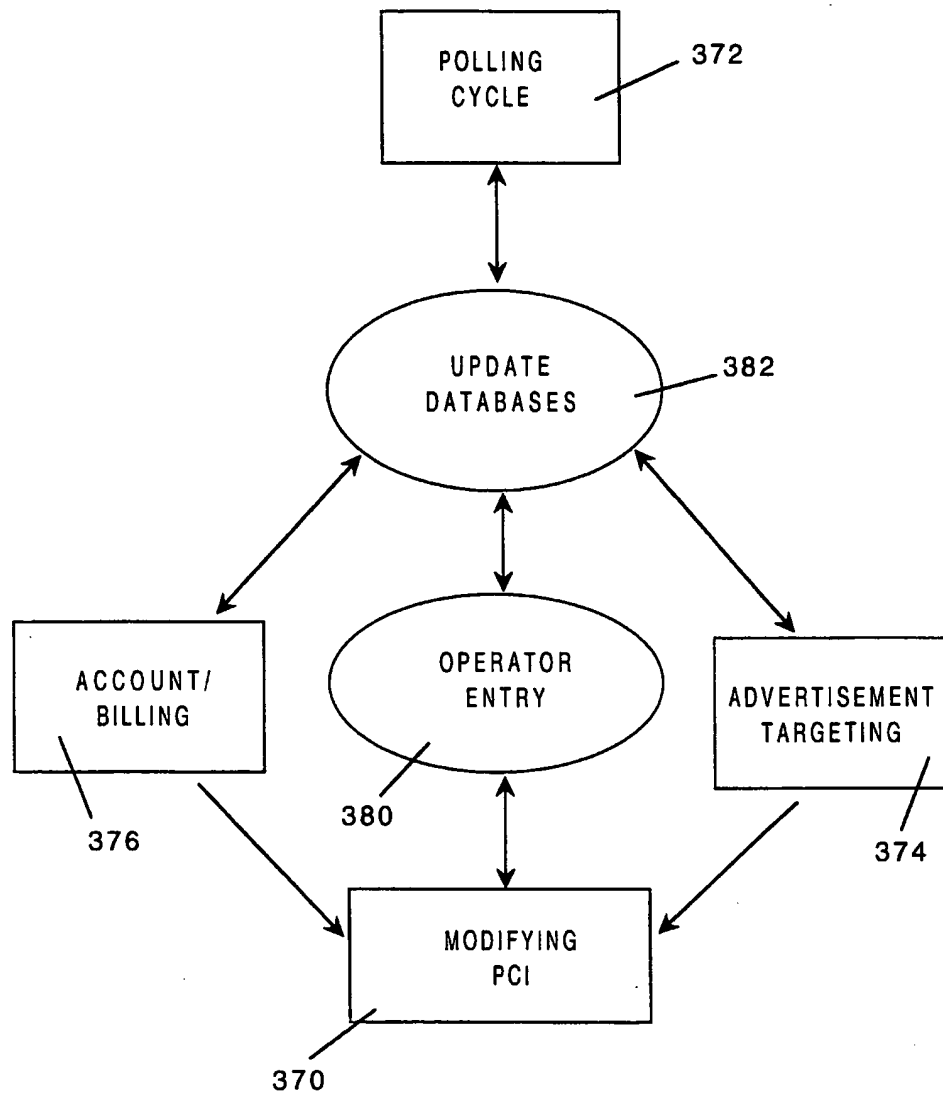 POLLING
CYCLE
372
UPDATE
DATABASES
382
ACCOUNT/
BILLING
376
OPERATOR
ENTRY
380
ADVERTISEMENT
TARGETING
374
MODIFYING
PCI
370